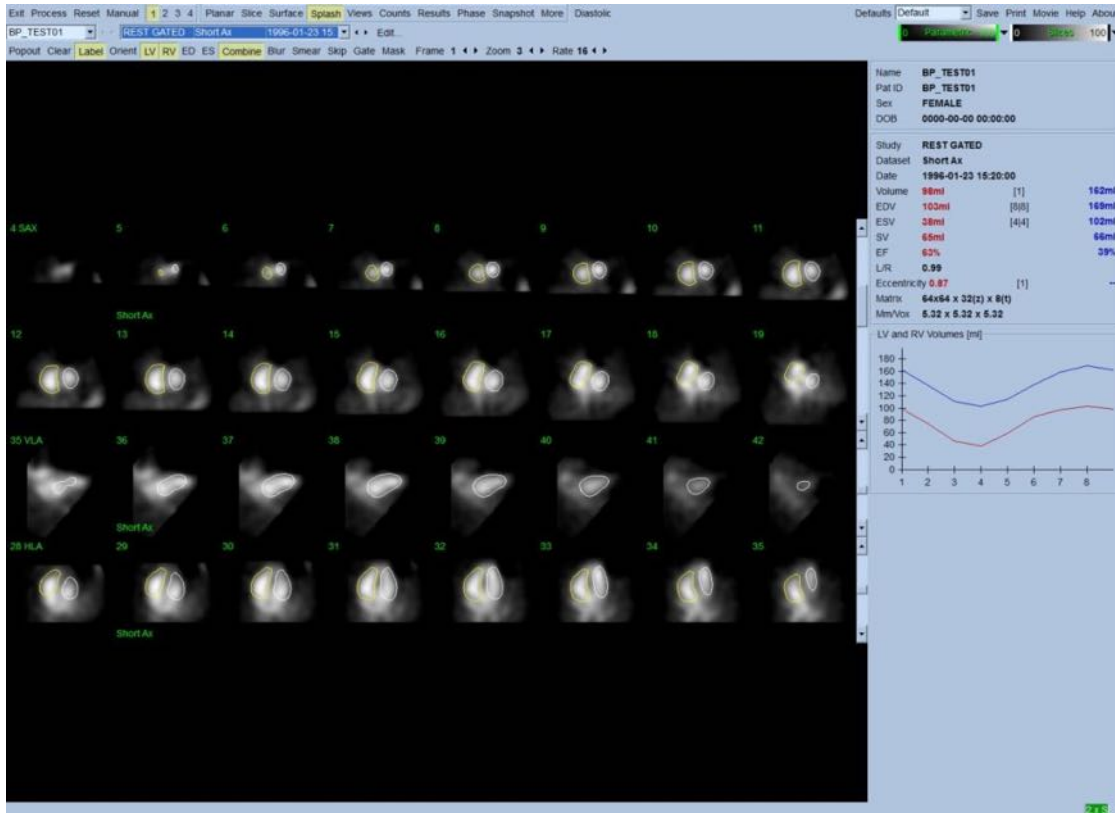 Exit Process Reset Manual 1 2 3 4 Planar Slice Surface Splash Views Counts Results Phase Snapshot More Diastolic Defaults Default Save Print Movie Help Abou
BP_TEST01 REST GATED Short Ax 1996-01-23 15: Edit... 0 Parametric 0 Slices 100
Popout Clear Label Orient LV RV ED ES Combine Blur Smear Skip Gate Mask Frame 1 Zoom 3 Rate 16
Name BP_TEST01
Pat ID BP_TEST01
Sex FEMALE
DOB 0000-00-00 00:00:00
Study REST GATED
Dataset Short Ax
Date 1996-01-23 15:20:00
Volume 98ml [1] 162ml
EDV 103ml [8|8] 169ml
ESV 38ml [4|4] 102ml
SV 65ml 66ml
EF 63% 39%
L/R 0.99
Eccentricity 0.87 [1] --
Matrix 64x64 x 32(z) x 8(t)
Mm/Vox 5.32 x 5.32 x 5.32
LV and RV Volumes [ml]
180
160
140
120
100
80
60
40
20
0
1 2 3 4 5 6 7 8
4 SAX 5 6 7 8 9 10 11
Short Ax
12 13 14 15 16 17 18 19
35 VLA 36 37 38 39 40 41 42
Short Ax
28 HLA 29 30 31 32 33 34 35
Short Ax